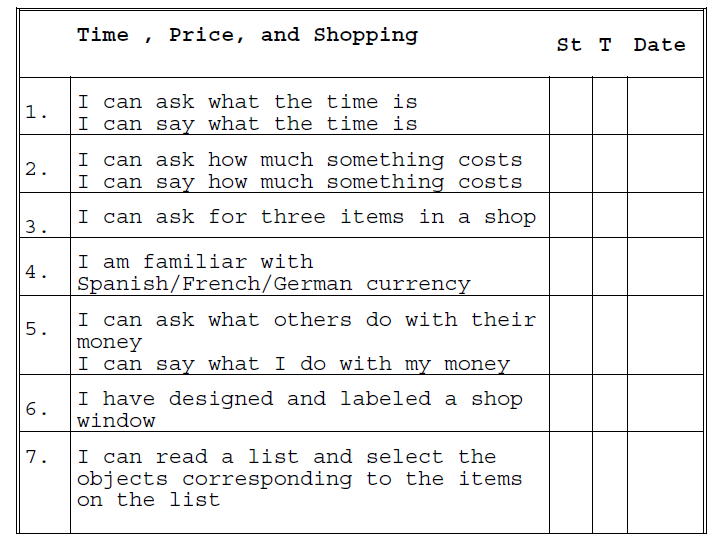 Time , Price, and Shopping St T Date
1. I can ask what the time is
I can say what the time is
2. I can ask how much something costs
I can say how much something costs
3. I can ask for three items in a shop
4. I am familiar with
Spanish/French/German currency
5. I can ask what others do with their
money
I can say what I do with my money
6. I have designed and labeled a shop
window
7. I can read a list and select the
objects corresponding to the items
on the list